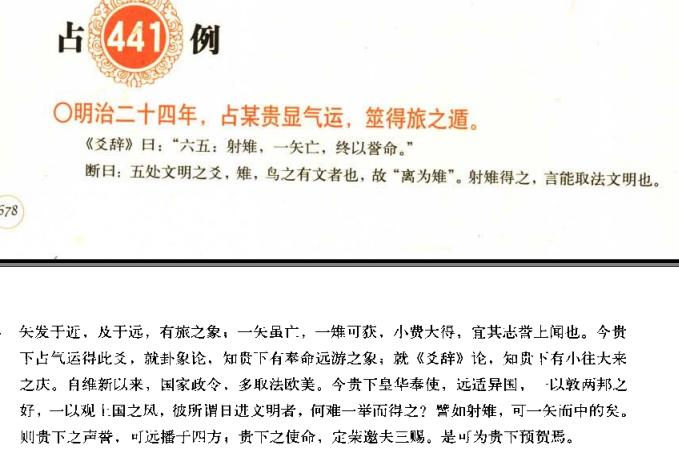 占 441 例
〇明治二十四年，占某贵显气运，筮得旅之遁。
《爻辞》曰：“六五：射雉，一矢亡，终以誉命。”
断曰：五处文明之爻，雉，鸟之有文者也，故“离为雉”。射雉得之，言能取法文明也。
678
矢发于近，及于远，有旅之象；一矢虽亡，一雉可获，小费大得，宜其志誉上闻也。今贵
下占气运得此爻，就卦象论，知贵下有奉命远游之象；就《爻辞》论，知贵下有小往大来
之庆。自维新以来，国家政令，多取法欧美。今贵下皇华奉使，远适异国，一以敦两邦之
好，一以观上国之风，彼所谓日进文明者，何难一举而得之？譬如射雉，可一矢而中的矣。
则贵下之声誉，可远播于四方；贵下之使命，定荣邀夫三赐。是可为贵下预贺焉。